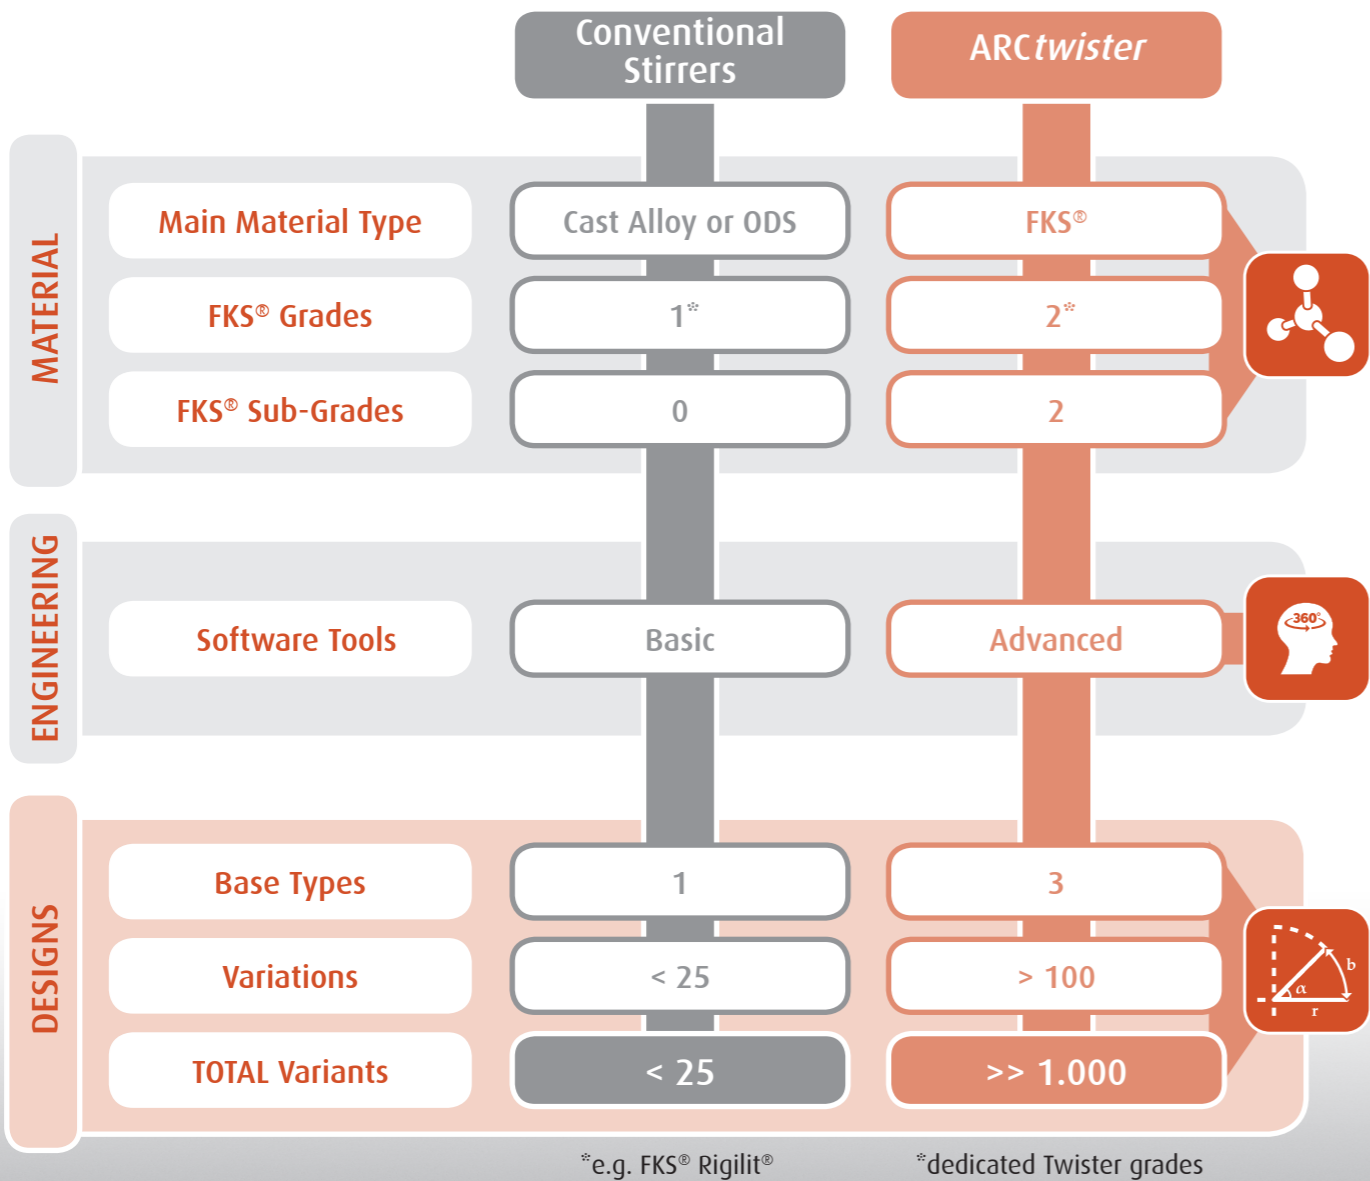 Conventional
Stirrers
ARCtwister
MATERIAL
Main Material Type
Cast Alloy or ODS
FKS®
FKS® Grades
1*
2*
FKS® Sub-Grades
0
2
ENGINEERING
Software Tools
Basic
Advanced
360°
DESIGNS
Base Types
1
3
Variations
< 25
> 100
b
α
r
TOTAL Variants
< 25
>> 1.000
*e.g. FKS® Rigilit®
*dedicated Twister grades